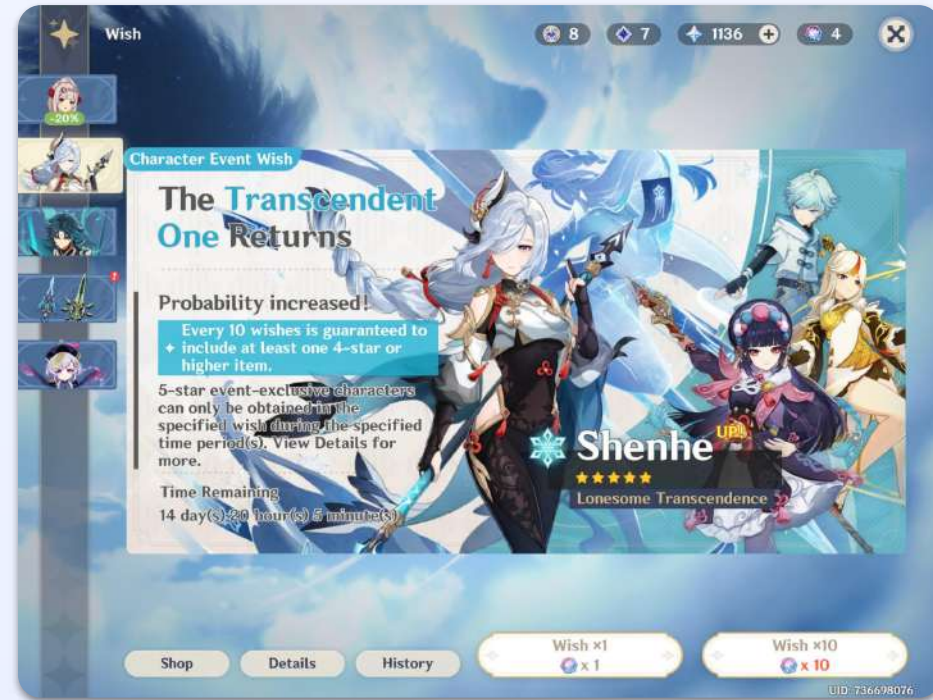 Wish
8
7
1136
4
-20%
Character Event Wish
The Transcendent
One Returns
Probability increased!
Every 10 wishes is guaranteed to
include at least one 4-star or
higher item.
5-star event-exclusive characters
can only be obtained in the
specified wish during the specified
time period(s). View Details for
more.
Time Remaining
14 day(s) 20 hour(s) 5 minute(s)
Shenhe
UP!
Lonesome Transcendence
Shop
Details
History
Wish ×1
x 1
Wish ×10
x 10
UID: 736698076